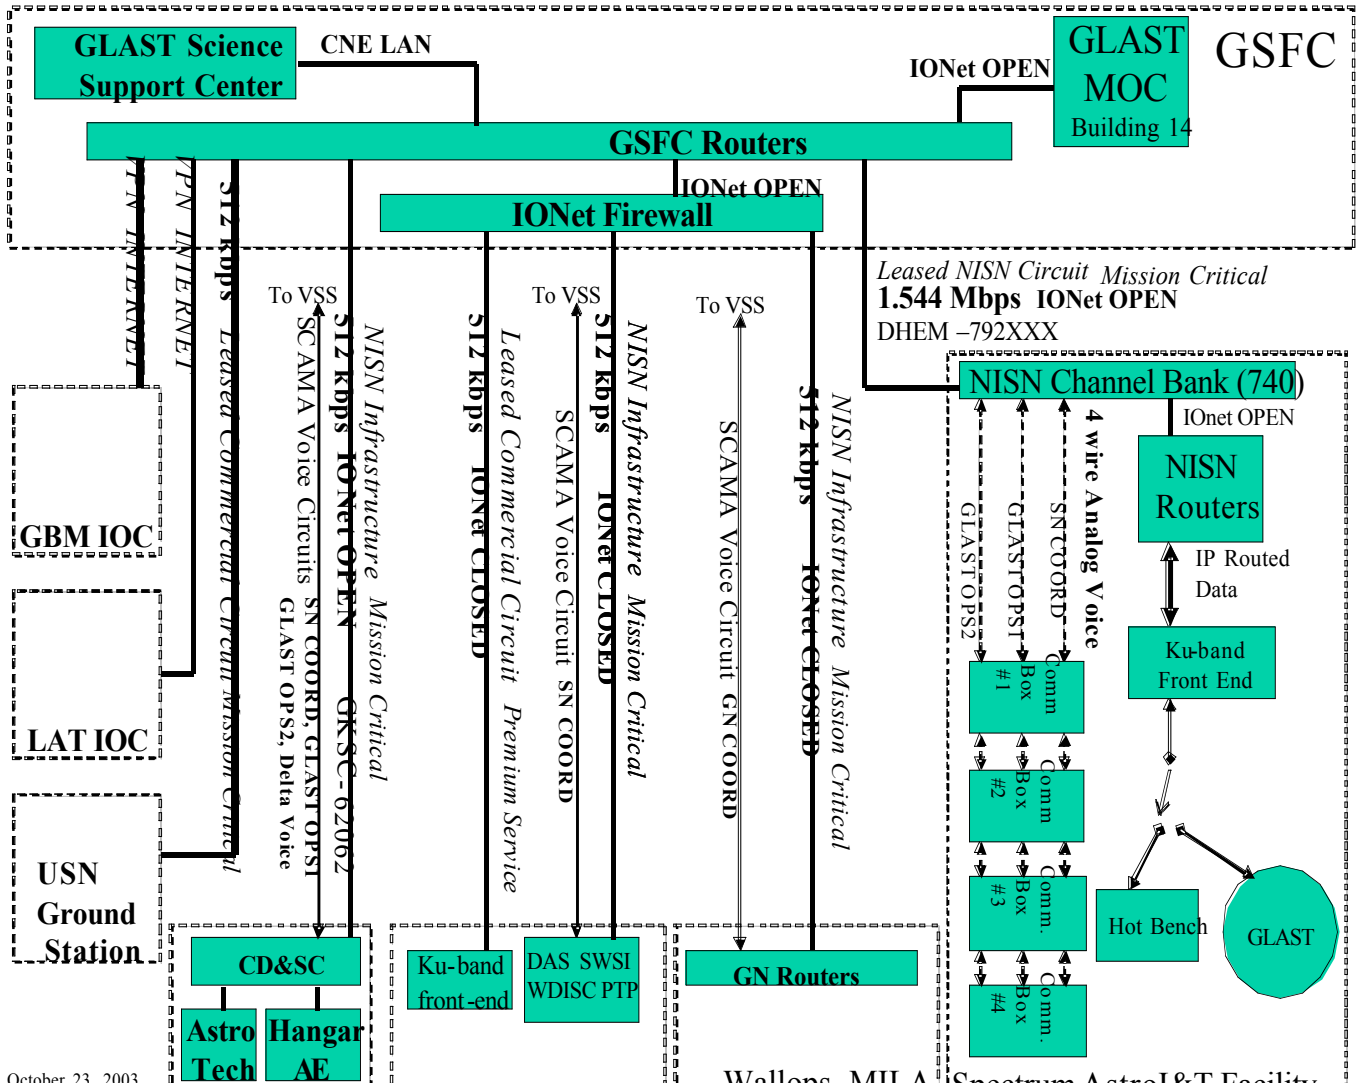 GLAST Science
Support Center
CNE LAN
IONet OPEN
GLAST
MOC
Building 14
GSFC
GSFC Routers
IONet OPEN
IONet Firewall
VPN INTERNET
VPN INTERNET
512 kbps Leased Commercial Circuit Mission Critical
To VSS
SCAMA Voice Circuits SN COORD, GLAST OPS1
GLAST OPS2, Delta Voice
512 kbps IONet OPEN GKSC-62062
NISN Infrastructure Mission Critical
512 kbps IONet CLOSED
Leased Commercial Circuit Premium Service
To VSS
SCAMA Voice Circuit SN COORD
512 kbps IONet CLOSED
NISN Infrastructure Mission Critical
To VSS
SCAMA Voice Circuit GN COORD
512 kbps IONet CLOSED
NISN Infrastructure Mission Critical
Leased NISN Circuit Mission Critical
1.544 Mbps IONet OPEN
DHEM –792XXX
NISN Channel Bank (740)
IOnet OPEN
NISN
Routers
IP Routed
Data
Ku-band
Front End
4 wire Analog Voice
SNCOORD
GLASTOPS1
GLASTOPS2
Comm
Box
#1
Comm
Box
#2
Comm.
Box
#3
Comm.
Box
#4
Hot Bench
GLAST
GBM IOC
LAT IOC
USN
Ground
Station
CD&SC
Astro
Tech
Hangar
AE
Ku-band
front-end
DAS SWSI
WDISC PTP
GN Routers
October 23, 2003
Wallops, MILA
Spectrum AstroI&T Facility